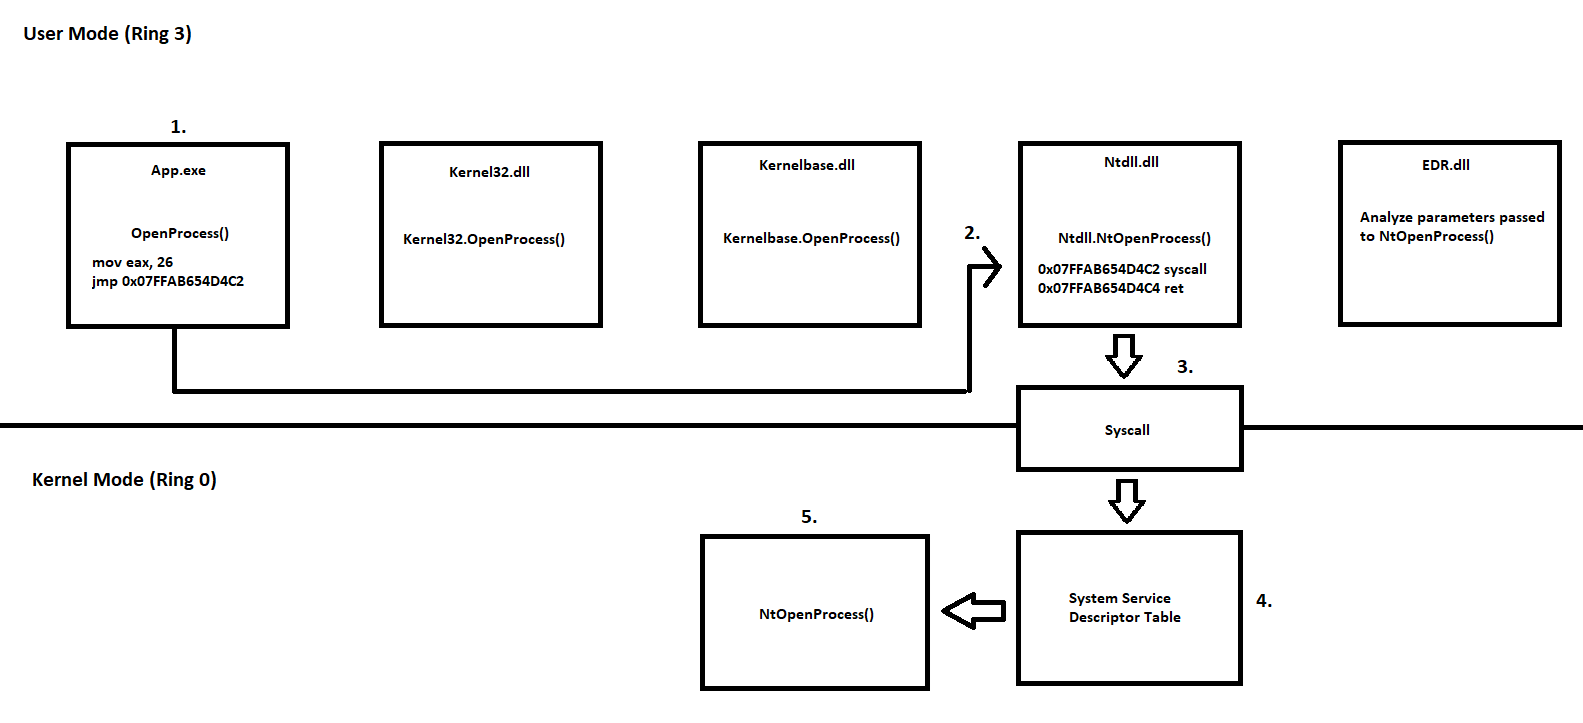 User Mode (Ring 3)
1.
App.exe
OpenProcess()
mov eax, 26
jmp 0x07FFAB654D4C2
Kernel32.dll
Kernel32.OpenProcess()
Kernelbase.dll
Kernelbase.OpenProcess()
2.
Ntdll.dll
Ntdll.NtOpenProcess()
0x07FFAB654D4C2 syscall
0x07FFAB654D4C4 ret
EDR.dll
Analyze parameters passed
to NtOpenProcess()
3.
Syscall
Kernel Mode (Ring 0)
System Service
Descriptor Table
4.
5.
NtOpenProcess()